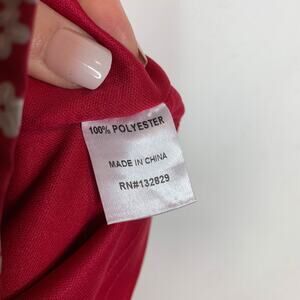 100% POLYESTER
MADE IN CHINA
RN#132829